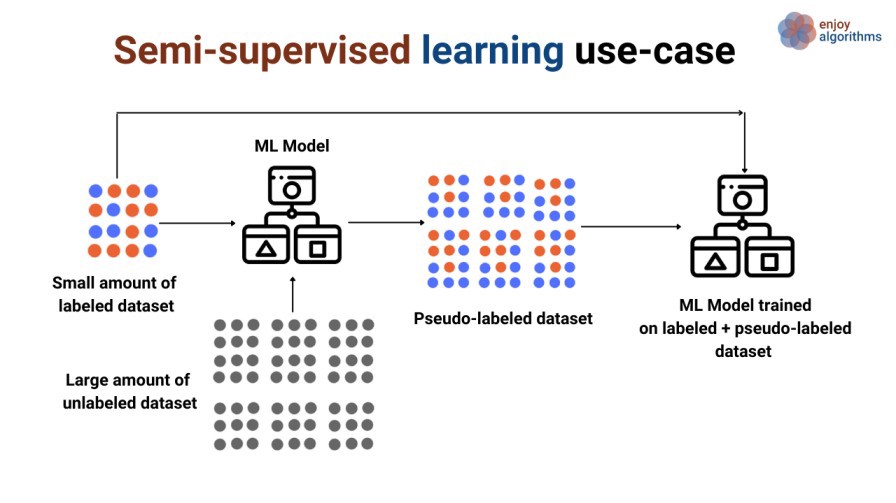 Semi-supervised learning use-case
enjoy
algorithms
ML Model
Small amount of
labeled dataset
Large amount of
unlabeled dataset
Pseudo-labeled dataset
ML Model trained
on labeled + pseudo-labeled
dataset